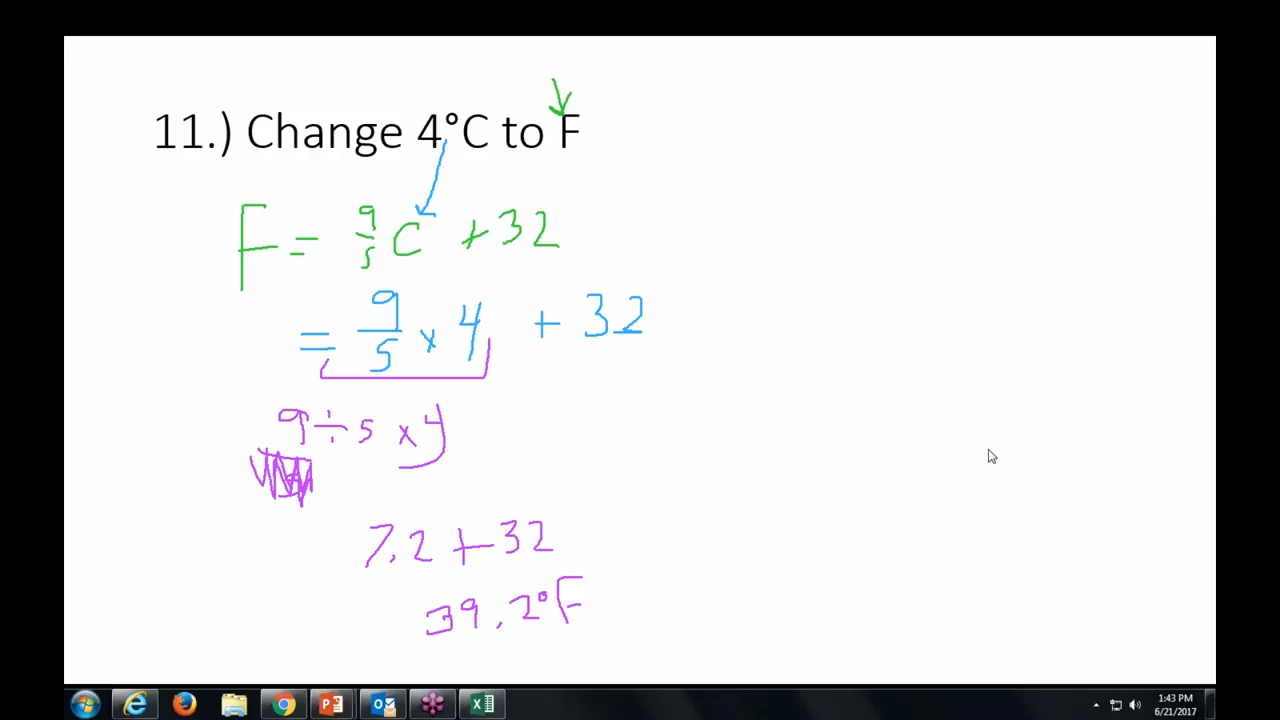 11.) Change 4°C to F
F = 9/5 C + 32
= 9/5 × 4 + 32
9 ÷ 5 × 4
7.2 + 32
39.2°F
1:43 PM
6/21/2017